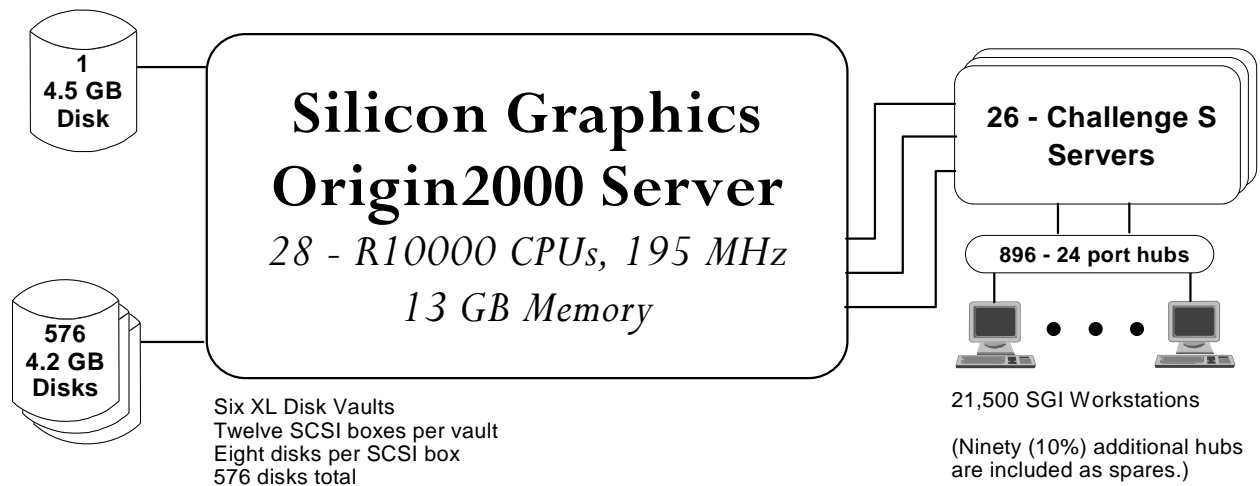 1
4.5 GB
Disk
Silicon Graphics
Origin2000 Server
28 - R10000 CPUs, 195 MHz
13 GB Memory
26 - Challenge S
Servers
896 - 24 port hubs
576
4.2 GB
Disks
Six XL Disk Vaults
Twelve SCSI boxes per vault
Eight disks per SCSI box
576 disks total
21,500 SGI Workstations
(Ninety (10%) additional hubs
are included as spares.)